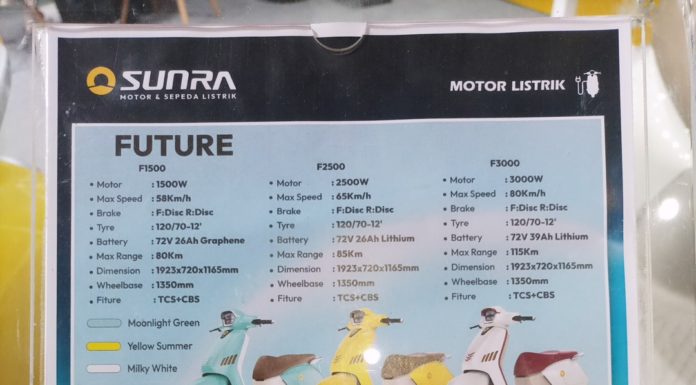 SUNRA
MOTOR & SEPEDA LISTRIK
MOTOR LISTRIK
FUTURE
F1500
• Motor : 1500W
• Max Speed : 58Km/h
• Brake : F:Disc R:Disc
• Tyre : 120/70-12'
• Battery : 72V 26Ah Graphene
• Max Range : 80Km
• Dimension : 1923x720x1165mm
• Wheelbase : 1350mm
• Fiture : TCS+CBS
F2500
• Motor : 2500W
• Max Speed : 65Km/h
• Brake : F:Disc R:Disc
• Tyre : 120/70-12'
• Battery : 72V 26Ah Lithium
• Max Range : 85Km
• Dimension : 1923x720x1165mm
• Wheelbase : 1350mm
• Fiture : TCS+CBS
F3000
• Motor : 3000W
• Max Speed : 80Km/h
• Brake : F:Disc R:Disc
• Tyre : 120/70-12'
• Battery : 72V 39Ah Lithium
• Max Range : 115Km
• Dimension : 1923x720x1165mm
• Wheelbase : 1350mm
• Fiture : TCS+CBS
Moonlight Green
Yellow Summer
Milky White